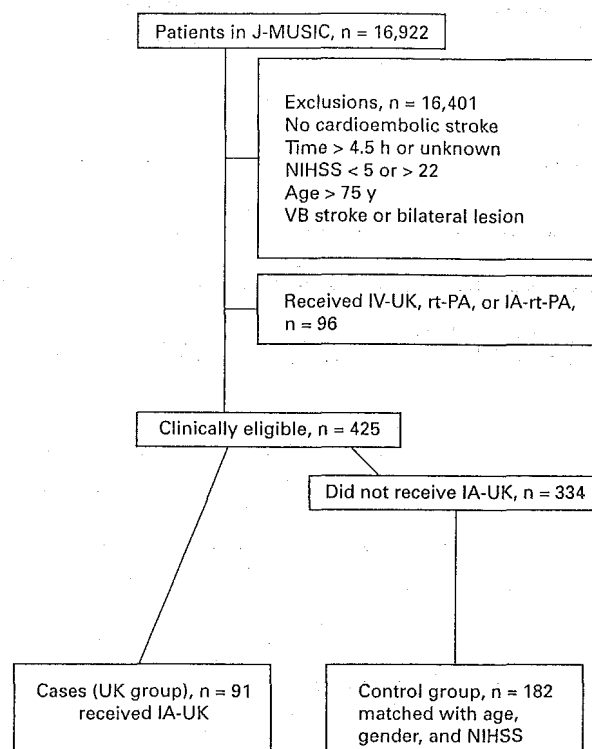 Patients in J-MUSIC, n = 16,922
Exclusions, n = 16,401
No cardioembolic stroke
Time > 4.5 h or unknown
NIHSS < 5 or > 22
Age > 75 y
VB stroke or bilateral lesion
Received IV-UK, rt-PA, or IA-rt-PA,
n = 96
Clinically eligible, n = 425
Did not receive IA-UK, n = 334
Cases (UK group), n = 91
received IA-UK
Control group, n = 182
matched with age,
gender, and NIHSS